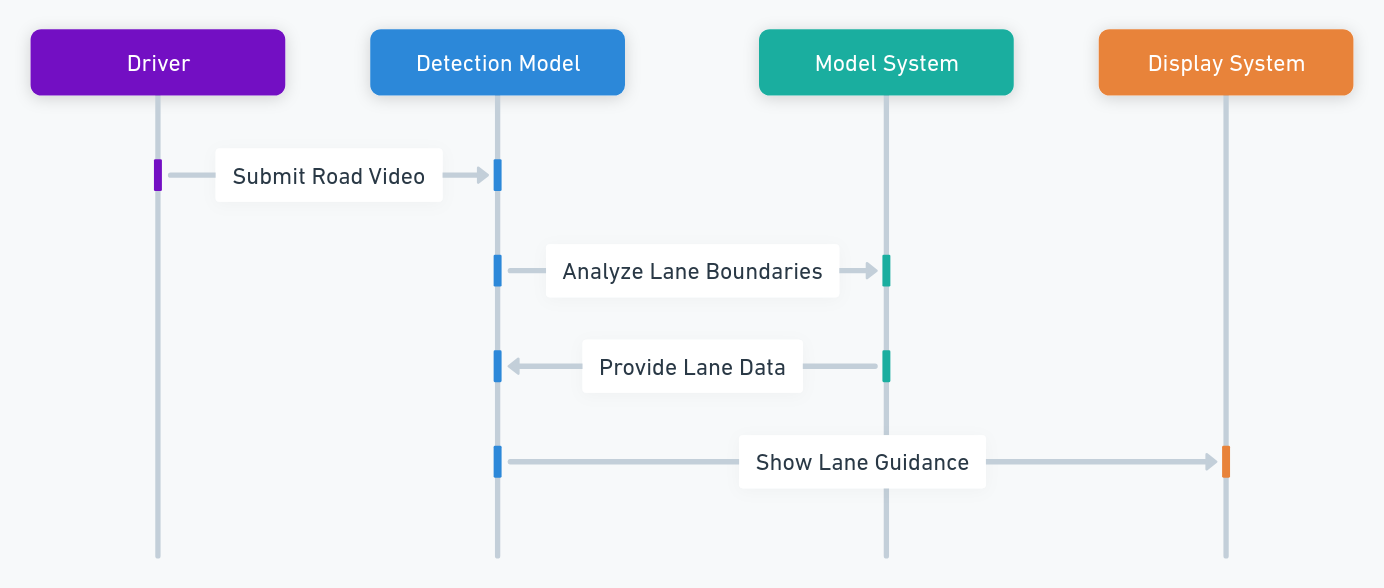 Driver
Detection Model
Model System
Display System
Submit Road Video
Analyze Lane Boundaries
Provide Lane Data
Show Lane Guidance